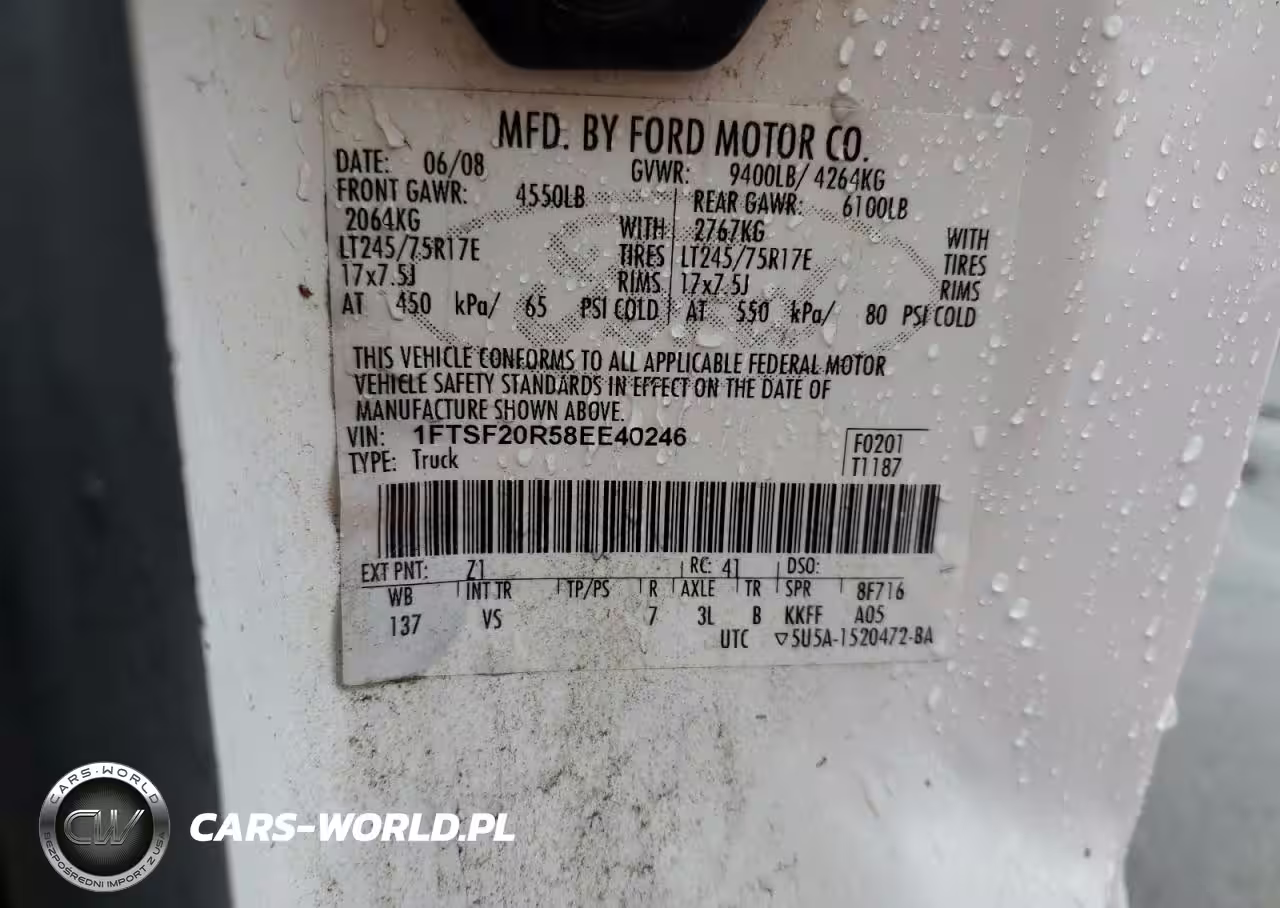 MFD. BY FORD MOTOR CO.
DATE: 06/08 GVWR: 9400LB/ 4264KG
FRONT GAWR: 4550LB REAR GAWR: 6100LB
2064KG WITH 2767KG WITH
LT245/75R17E TIRES LT245/75R17E TIRES
17x7.5J RIMS 17x7.5J RIMS
AT 450 kPa/ 65 PSI COLD AT 550 kPa/ 80 PSI COLD
THIS VEHICLE CONFORMS TO ALL APPLICABLE FEDERAL MOTOR
VEHICLE SAFETY STANDARDS IN EFFECT ON THE DATE OF
MANUFACTURE SHOWN ABOVE.
VIN: 1FTSF20R58EE40246
TYPE: Truck
F0201
T1187
EXT PNT: Z1 RC: 41 DSO:
WB INT TR TP/PS R AXLE TR SPR 8F716
137 VS 7 3L B KKFF A05
UTC ▽5U5A-1520472-BA
CARS-WORLD
CW
BEZPOŚREDNI IMPORT Z USA
CARS-WORLD.PL